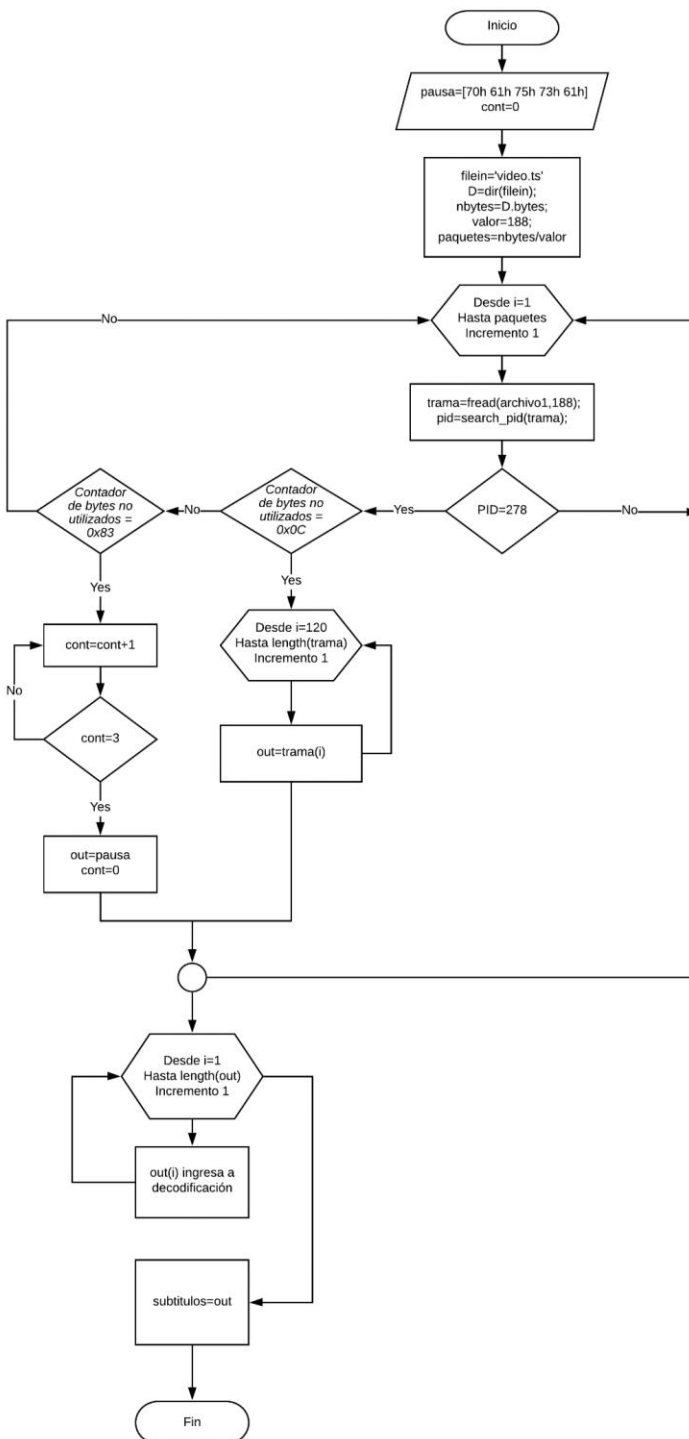 Inicio
pausa=[70h 61h 75h 73h 61h]
cont=0
filein='video.ts'
D=dir(filein);
nbytes=D.bytes;
valor=188;
paquetes=nbytes/valor
Desde i=1
Hasta paquetes
Incremento 1
No
trama=fread(archivo1,188);
pid=search_pid(trama);
PID=278
No
Yes
Contador
de bytes no
utilizados =
0x0C
No
Contador
de bytes no
utilizados =
0x83
Yes
Yes
cont=cont+1
No
cont=3
Yes
out=pausa
cont=0
Desde i=120
Hasta length(trama)
Incremento 1
out=trama(i)
Desde i=1
Hasta length(out)
Incremento 1
out(i) ingresa a
decodificación
subtitulos=out
Fin